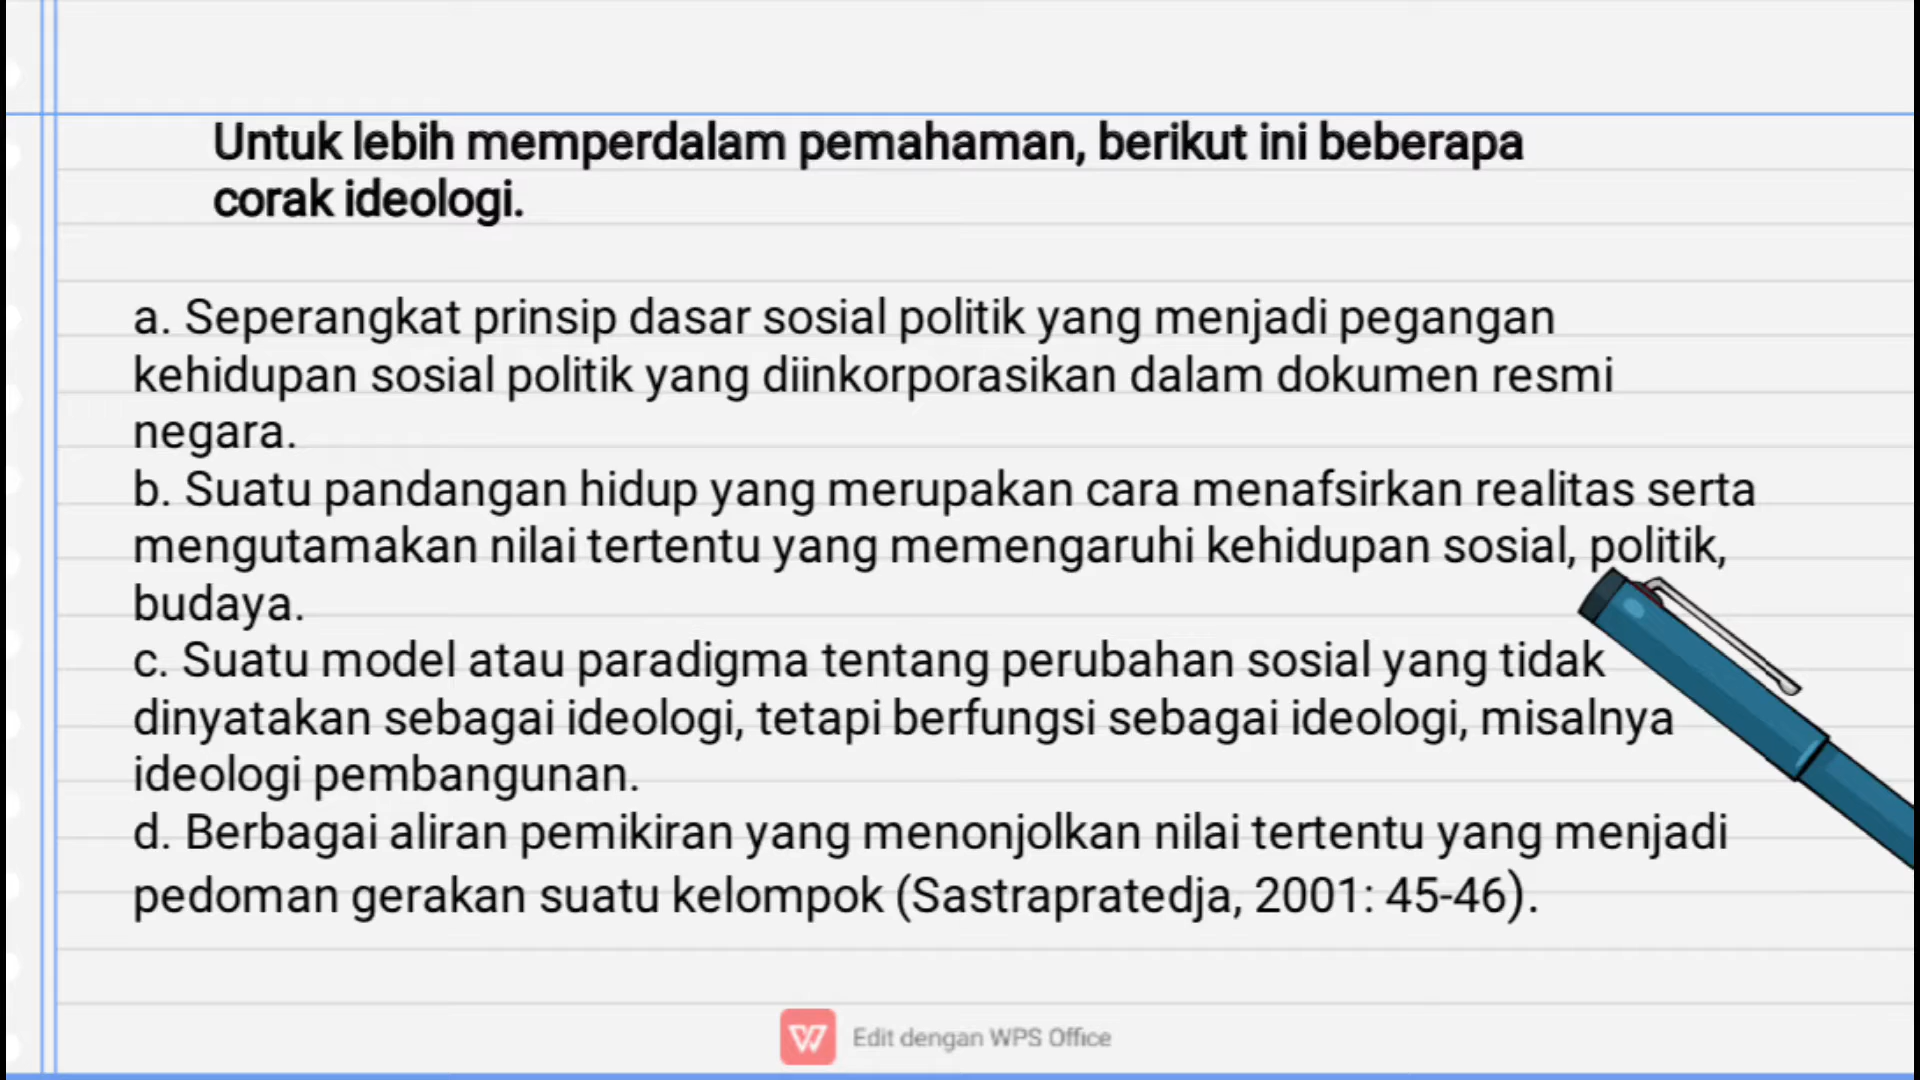 Untuk lebih memperdalam pemahaman, berikut ini beberapa
corak ideologi.
a. Seperangkat prinsip dasar sosial politik yang menjadi pegangan
kehidupan sosial politik yang diinkorporasikan dalam dokumen resmi
negara.
b. Suatu pandangan hidup yang merupakan cara menafsirkan realitas serta
mengutamakan nilai tertentu yang memengaruhi kehidupan sosial, politik,
budaya.
c. Suatu model atau paradigma tentang perubahan sosial yang tidak
dinyatakan sebagai ideologi, tetapi berfungsi sebagai ideologi, misalnya
ideologi pembangunan.
d. Berbagai aliran pemikiran yang menonjolkan nilai tertentu yang menjadi
pedoman gerakan suatu kelompok (Sastrapratedja, 2001: 45-46).
Edit dengan WPS Office